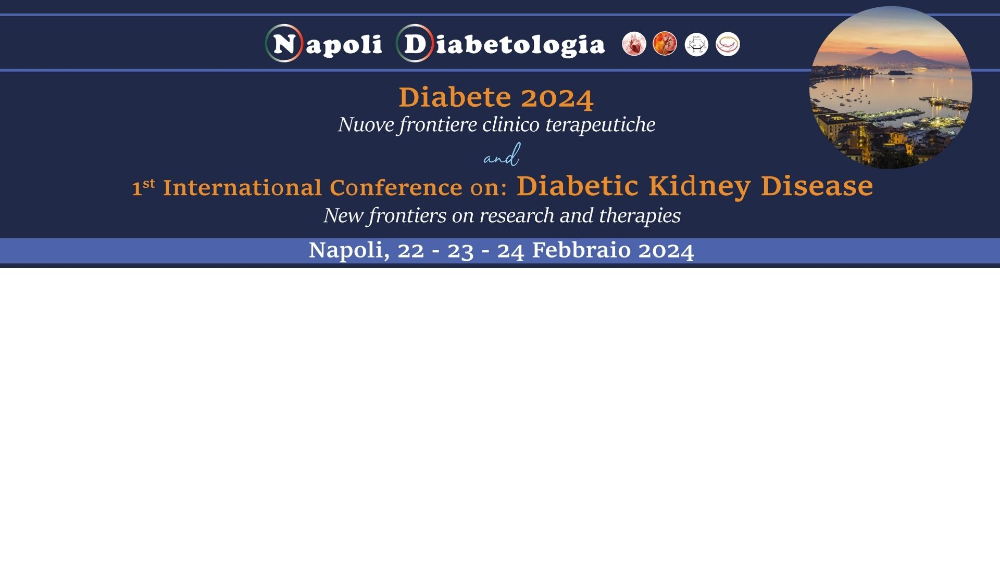 Napoli Diabetologia
Diabete 2024
Nuove frontiere clinico terapeutiche
and
1st International Conference on: Diabetic Kidney Disease
New frontiers on research and therapies
Napoli, 22 - 23 - 24 Febbraio 2024